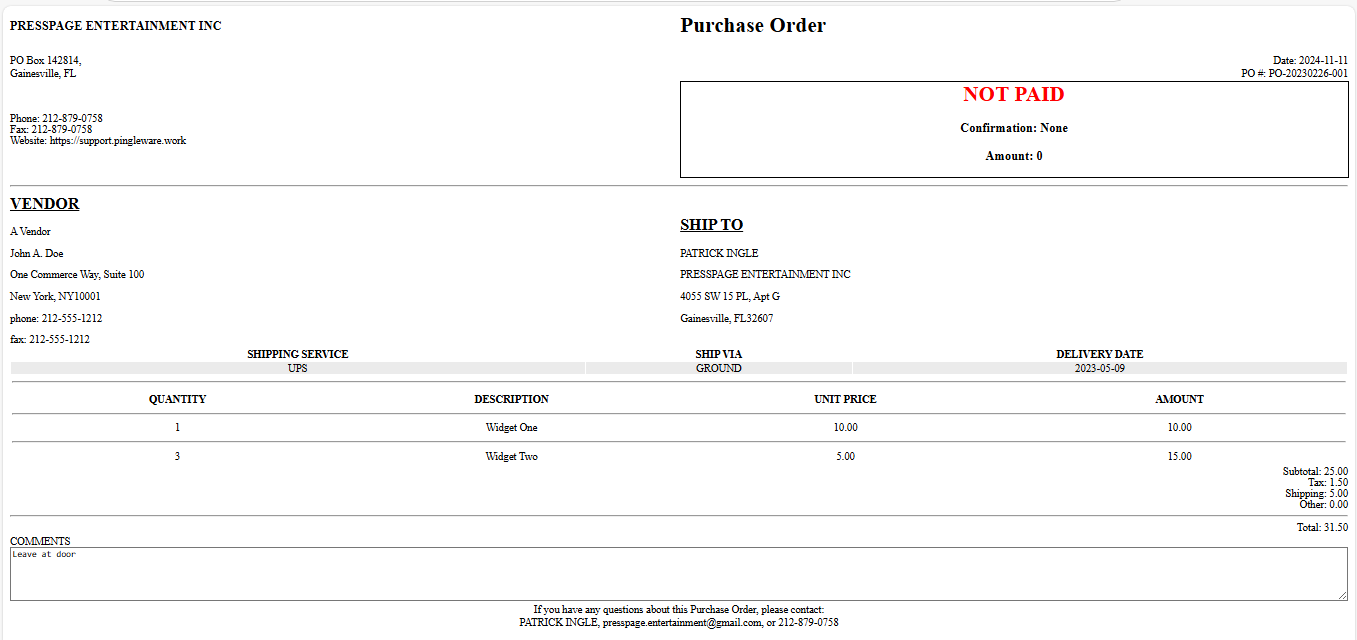 PRESSPAGE ENTERTAINMENT INC
Purchase Order
PO Box 142814,
Gainesville, FL
Date: 2024-11-11
PO #: PO-20230226-001
Phone: 212-879-0758
Fax: 212-879-0758
Website: https://support.pingleware.work
NOT PAID
Confirmation: None
Amount: 0
VENDOR
A Vendor
John A. Doe
One Commerce Way, Suite 100
New York, NY10001
phone: 212-555-1212
fax: 212-555-1212
SHIP TO
PATRICK INGLE
PRESSPAGE ENTERTAINMENT INC
4055 SW 15 PL, Apt G
Gainesville, FL32607
SHIPPING SERVICE SHIP VIA DELIVERY DATE
UPS GROUND 2023-05-09
QUANTITY DESCRIPTION UNIT PRICE AMOUNT
1 Widget One 10.00 10.00
3 Widget Two 5.00 15.00
Subtotal: 25.00
Tax: 1.50
Shipping: 5.00
Other: 0.00
Total: 31.50
COMMENTS
Leave at door
If you have any questions about this Purchase Order, please contact:
PATRICK INGLE, presspage.entertainment@gmail.com, or 212-879-0758